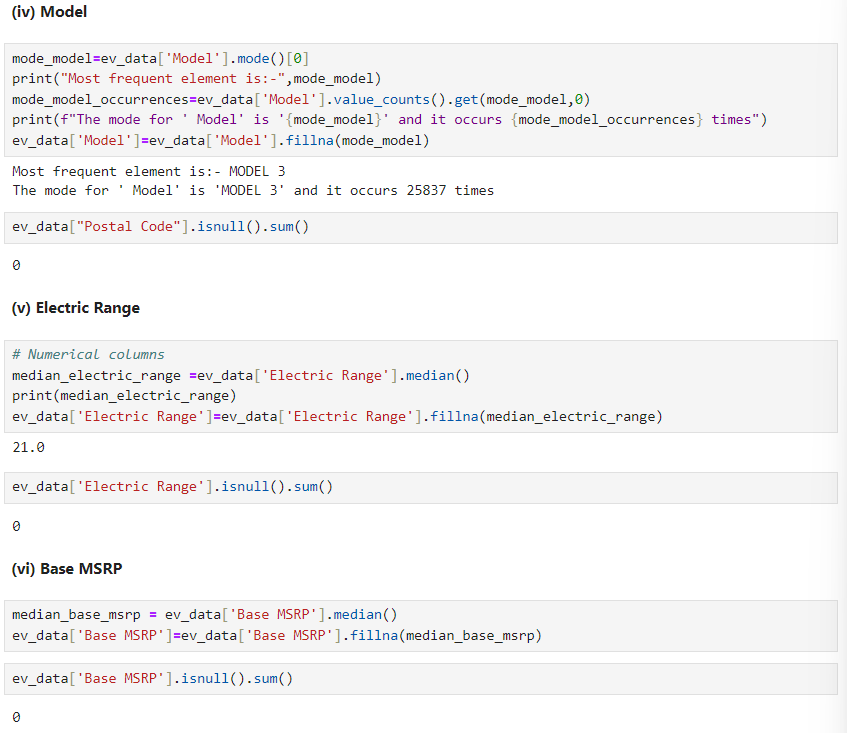 (iv) Model
mode_model=ev_data['Model'].mode()[0]
print("Most frequent element is:-",mode_model)
mode_model_occurrences=ev_data['Model'].value_counts().get(mode_model,0)
print(f"The mode for ' Model' is '{mode_model}' and it occurs {mode_model_occurrences} times")
ev_data['Model']=ev_data['Model'].fillna(mode_model)
Most frequent element is:- MODEL 3
The mode for ' Model' is 'MODEL 3' and it occurs 25837 times
ev_data["Postal Code"].isnull().sum()
0
(v) Electric Range
# Numerical columns
median_electric_range =ev_data['Electric Range'].median()
print(median_electric_range)
ev_data['Electric Range']=ev_data['Electric Range'].fillna(median_electric_range)
21.0
ev_data['Electric Range'].isnull().sum()
0
(vi) Base MSRP
median_base_msrp = ev_data['Base MSRP'].median()
ev_data['Base MSRP']=ev_data['Base MSRP'].fillna(median_base_msrp)
ev_data['Base MSRP'].isnull().sum()
0